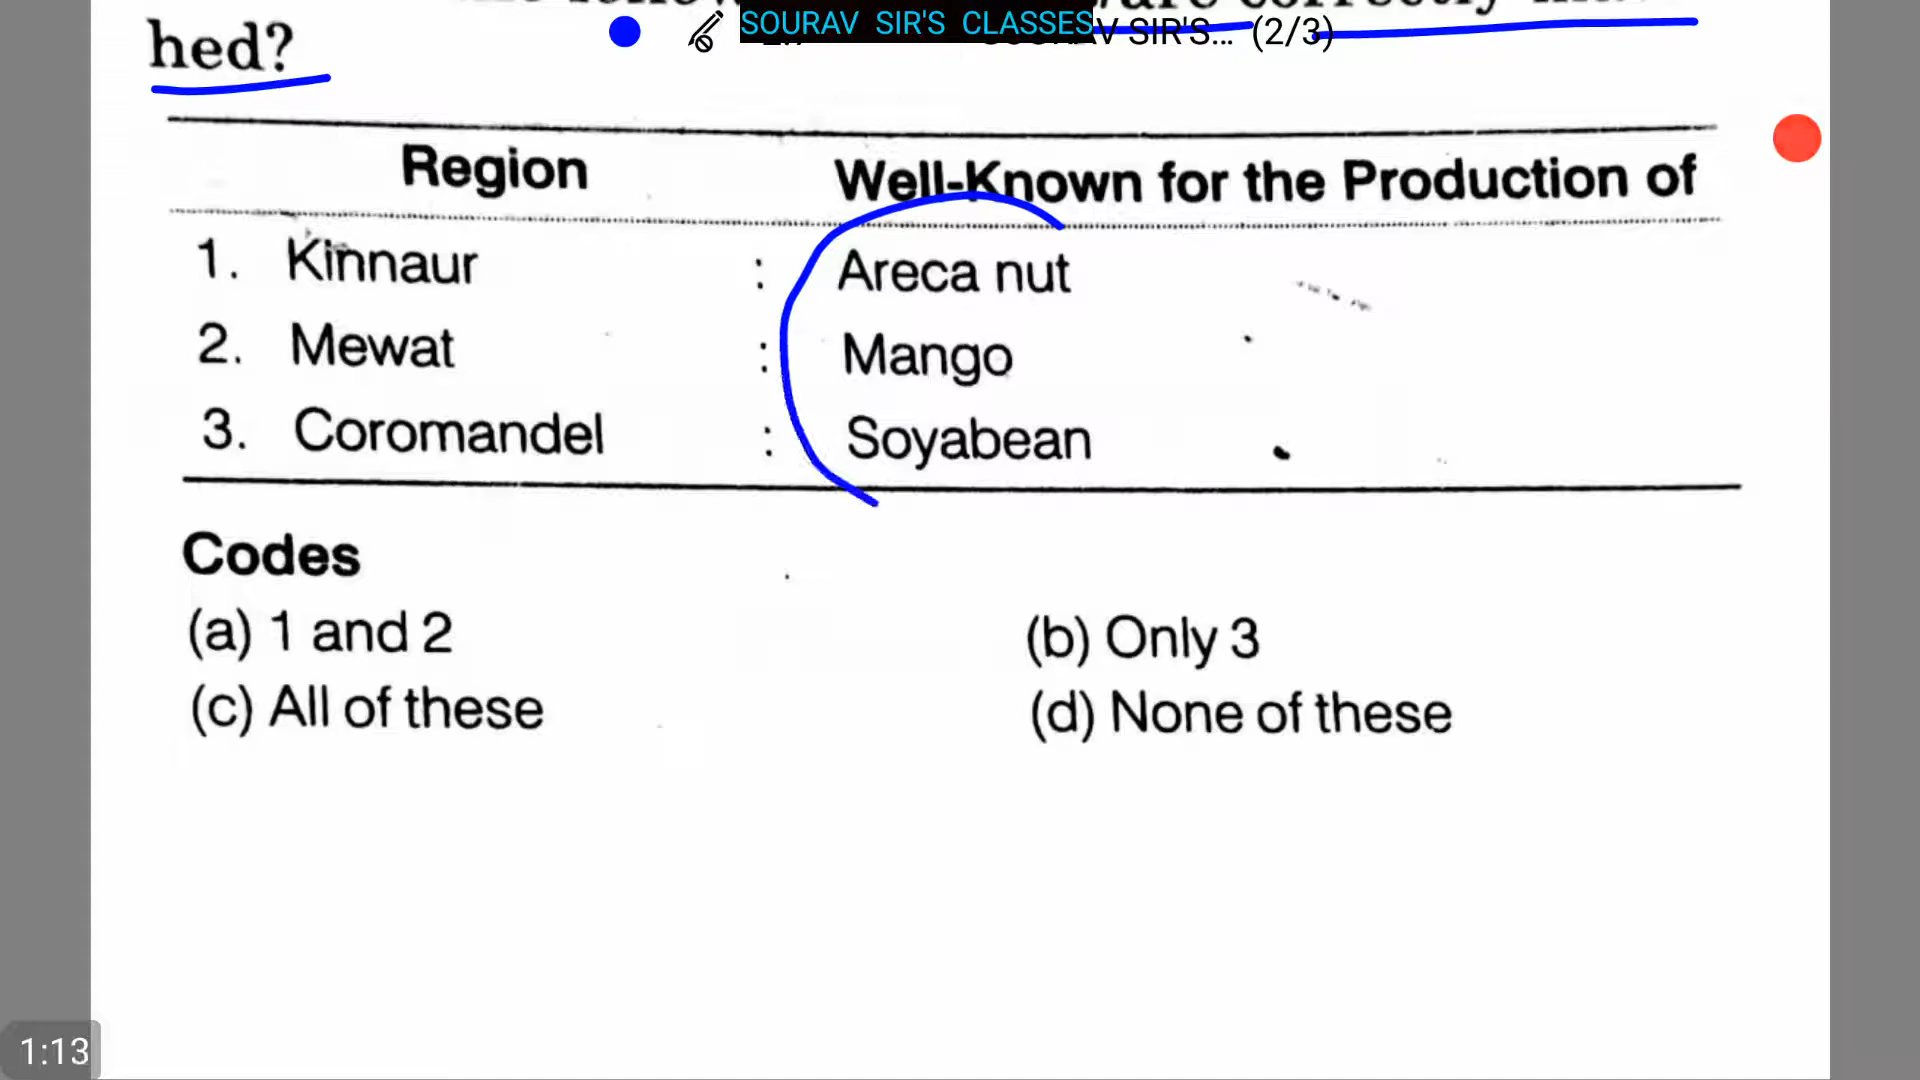 SOURAV SIR'S CLASSES
V SIR'S... (2/3)
hed?
Region Well-Known for the Production of
1. Kinnaur : Areca nut
2. Mewat : Mango
3. Coromandel : Soyabean
Codes
(a) 1 and 2 (b) Only 3
(c) All of these (d) None of these
1:13